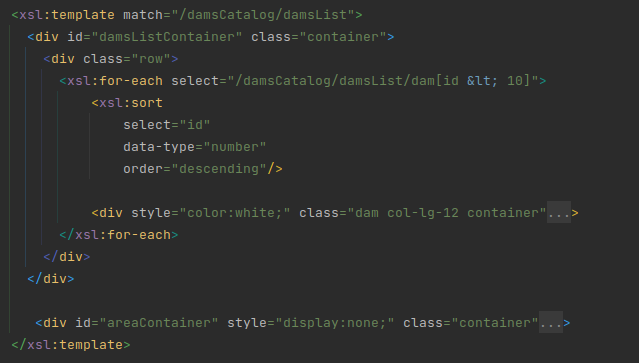 <xsl:template match="/damsCatalog/damsList">
<div id="damsListContainer" class="container">
<div class="row">
<xsl:for-each select="/damsCatalog/damsList/dam[id &lt; 10]">
<xsl:sort
select="id"
data-type="number"
order="descending"/>
<div style="color:white;" class="dam col-lg-12 container"...>
</xsl:for-each>
</div>
</div>
<div id="areaContainer" style="display:none;" class="container"...>
</xsl:template>